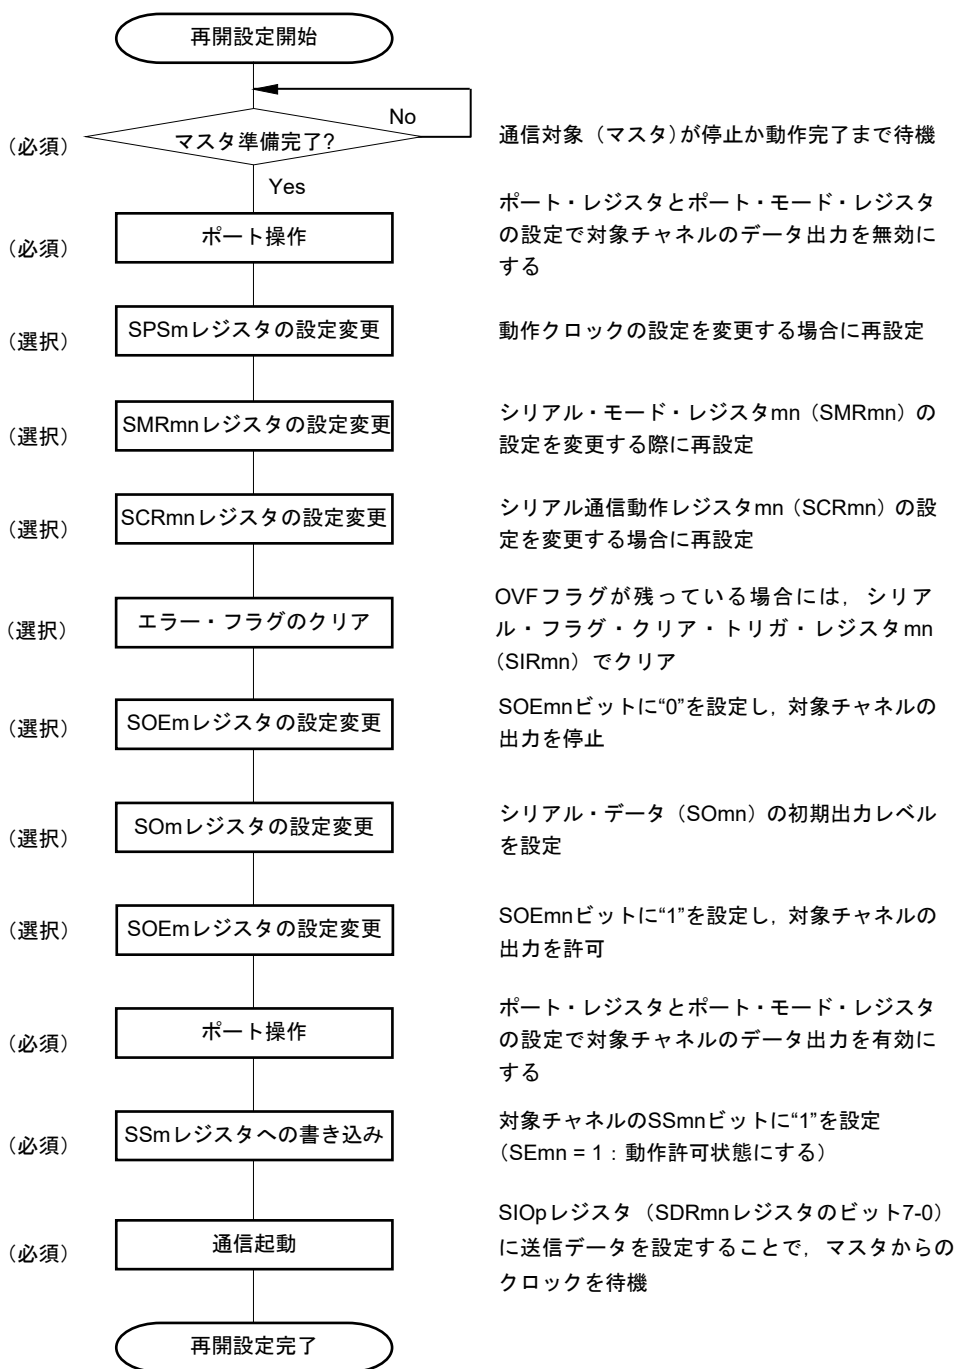 再開設定開始
No
(必須)
マスタ準備完了?
通信対象（マスタ）が停止か動作完了まで待機
Yes
(必須)
ポート操作
ポート・レジスタとポート・モード・レジスタ
の設定で対象チャネルのデータ出力を無効に
する
(選択)
SPSmレジスタの設定変更
動作クロックの設定を変更する場合に再設定
(選択)
SMRmnレジスタの設定変更
シリアル・モード・レジスタmn（SMRmn）の
設定を変更する際に再設定
(選択)
SCRmnレジスタの設定変更
シリアル通信動作レジスタmn（SCRmn）の設
定を変更する場合に再設定
(選択)
エラー・フラグのクリア
OVFフラグが残っている場合には，シリア
ル・フラグ・クリア・トリガ・レジスタmn
（SIRmn）でクリア
(選択)
SOEmレジスタの設定変更
SOEmnビットに“0”を設定し，対象チャネルの
出力を停止
(選択)
SOmレジスタの設定変更
シリアル・データ（SOmn）の初期出力レベル
を設定
(選択)
SOEmレジスタの設定変更
SOEmnビットに“1”を設定し，対象チャネルの
出力を許可
(必須)
ポート操作
ポート・レジスタとポート・モード・レジスタ
の設定で対象チャネルのデータ出力を有効に
する
(必須)
SSmレジスタへの書き込み
対象チャネルのSSmnビットに“1”を設定
（SEmn = 1：動作許可状態にする）
(必須)
通信起動
SIOpレジスタ（SDRmnレジスタのビット7-0）
に送信データを設定することで，マスタからの
クロックを待機
再開設定完了